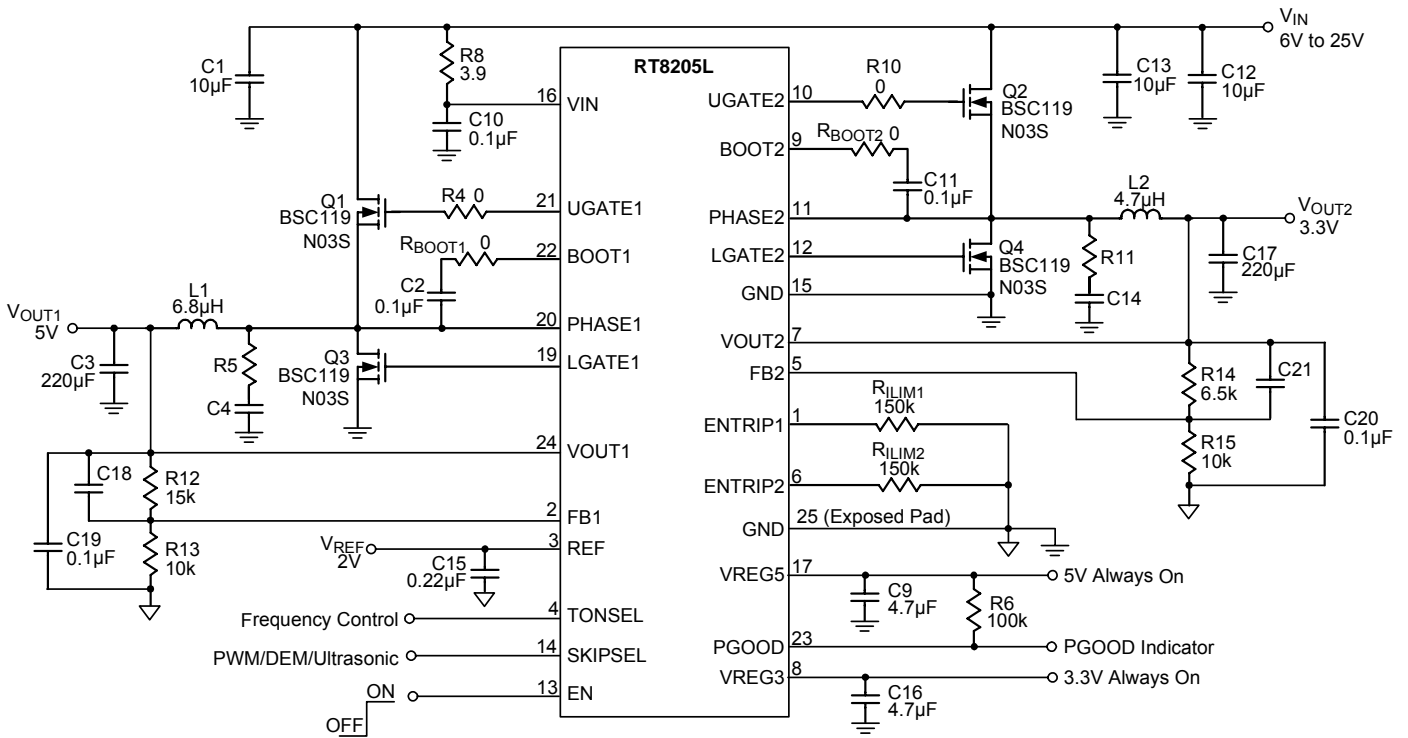 V_IN
6V to 25V
RT8205L
C1
10µF
R8
3.9
C10
0.1µF
16 VIN
Q1
BSC119
N03S
R4 0
21 UGATE1
R_BOOT1 0
22 BOOT1
C2
0.1µF
L1
6.8µH
V_OUT1
5V
20 PHASE1
C3
220µF
R5
C4
Q3
BSC119
N03S
19 LGATE1
24 VOUT1
C18
R12
15k
2 FB1
C19
0.1µF
R13
10k
V_REF
2V
3 REF
C15
0.22µF
Frequency Control
4 TONSEL
PWM/DEM/Ultrasonic
14 SKIPSEL
ON
OFF
13 EN
UGATE2 10
R10
0
Q2
BSC119
N03S
C13
10µF
C12
10µF
BOOT2 9
R_BOOT2 0
C11
0.1µF
PHASE2 11
L2
4.7µH
V_OUT2
3.3V
LGATE2 12
Q4
BSC119
N03S
R11
C14
C17
220µF
GND 15
VOUT2 7
FB2 5
R14
6.5k
C21
C20
0.1µF
R15
10k
R_ILIM1
150k
ENTRIP1 1
R_ILIM2
150k
ENTRIP2 6
GND 25 (Exposed Pad)
VREG5 17
5V Always On
C9
4.7µF
R6
100k
PGOOD 23
PGOOD Indicator
VREG3 8
3.3V Always On
C16
4.7µF